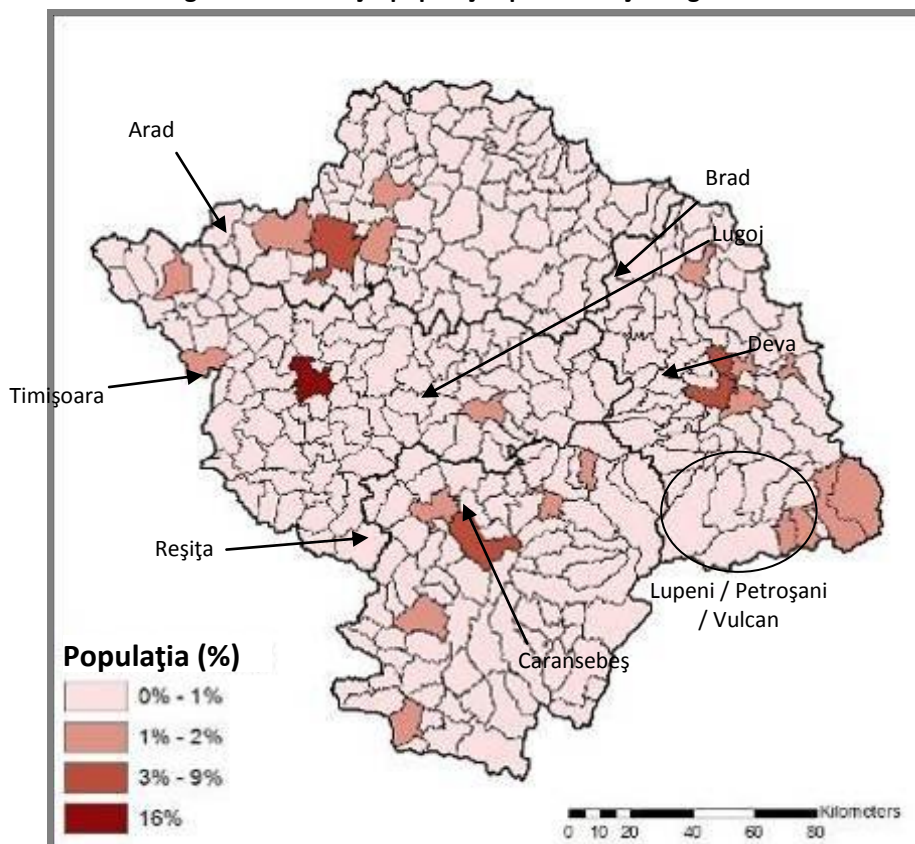 Arad
Brad
Lugoj
Deva
Timişoara
Reşiţa
Lupeni / Petroşani
/ Vulcan
Caransebeş
Populaţia (%)
0% - 1%
1% - 2%
3% - 9%
16%
Kilometers
0 10 20 40 60 80